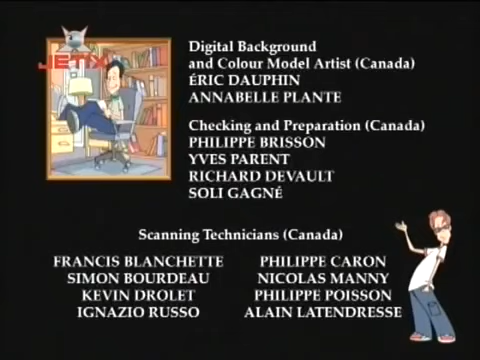 JETIX
Digital Background
and Colour Model Artist (Canada)
ÉRIC DAUPHIN
ANNABELLE PLANTE
Checking and Preparation (Canada)
PHILIPPE BRISSON
YVES PARENT
RICHARD DEVAULT
SOLI GAGNÉ
Scanning Technicians (Canada)
FRANCIS BLANCHETTE PHILIPPE CARON
SIMON BOURDEAU NICOLAS MANNY
KEVIN DROLET PHILIPPE POISSON
IGNAZIO RUSSO ALAIN LATENDRESSE